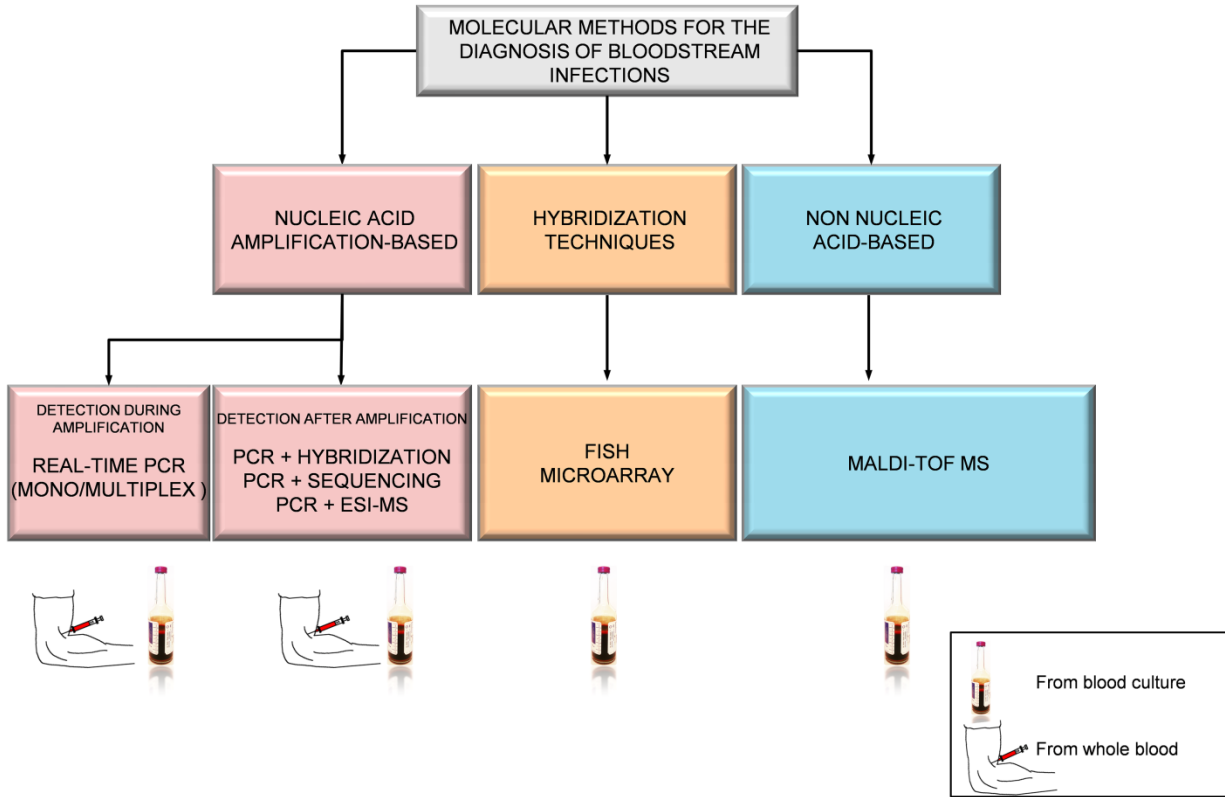 MOLECULAR METHODS FOR THE
DIAGNOSIS OF BLOODSTREAM
INFECTIONS
NUCLEIC ACID
AMPLIFICATION-BASED
HYBRIDIZATION
TECHNIQUES
NON NUCLEIC
ACID-BASED
DETECTION DURING
AMPLIFICATION
REAL-TIME PCR
(MONO/MULTIPLEX )
DETECTION AFTER AMPLIFICATION
PCR + HYBRIDIZATION
PCR + SEQUENCING
PCR + ESI-MS
FISH
MICROARRAY
MALDI-TOF MS
From blood culture
From whole blood